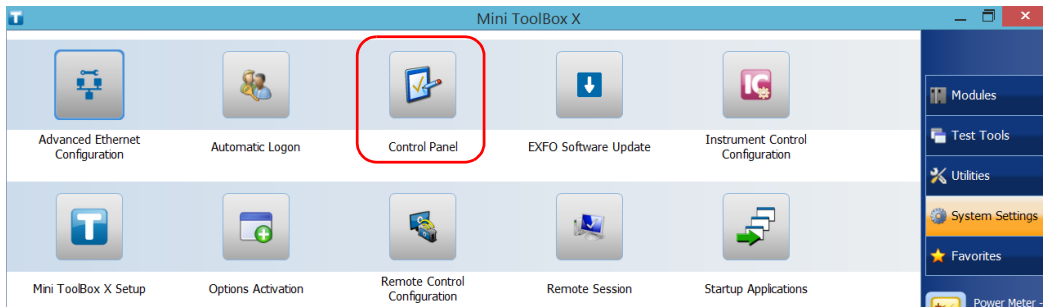 Mini ToolBox X
Advanced Ethernet
Configuration
Automatic Logon
Control Panel
EXFO Software Update
IC
Instrument Control
Configuration
T
Mini ToolBox X Setup
Options Activation
Remote Control
Configuration
Remote Session
Startup Applications
Modules
Test Tools
Utilities
System Settings
Favorites
Power Meter -